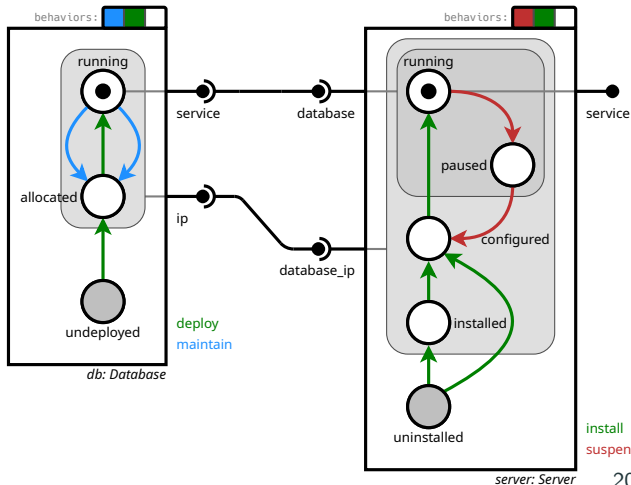 behaviors:
behaviors:
running
running
service
database
service
paused
allocated
ip
configured
database_ip
installed
undeployed
deploy
maintain
db: Database
uninstalled
install
suspen
20
server: Server